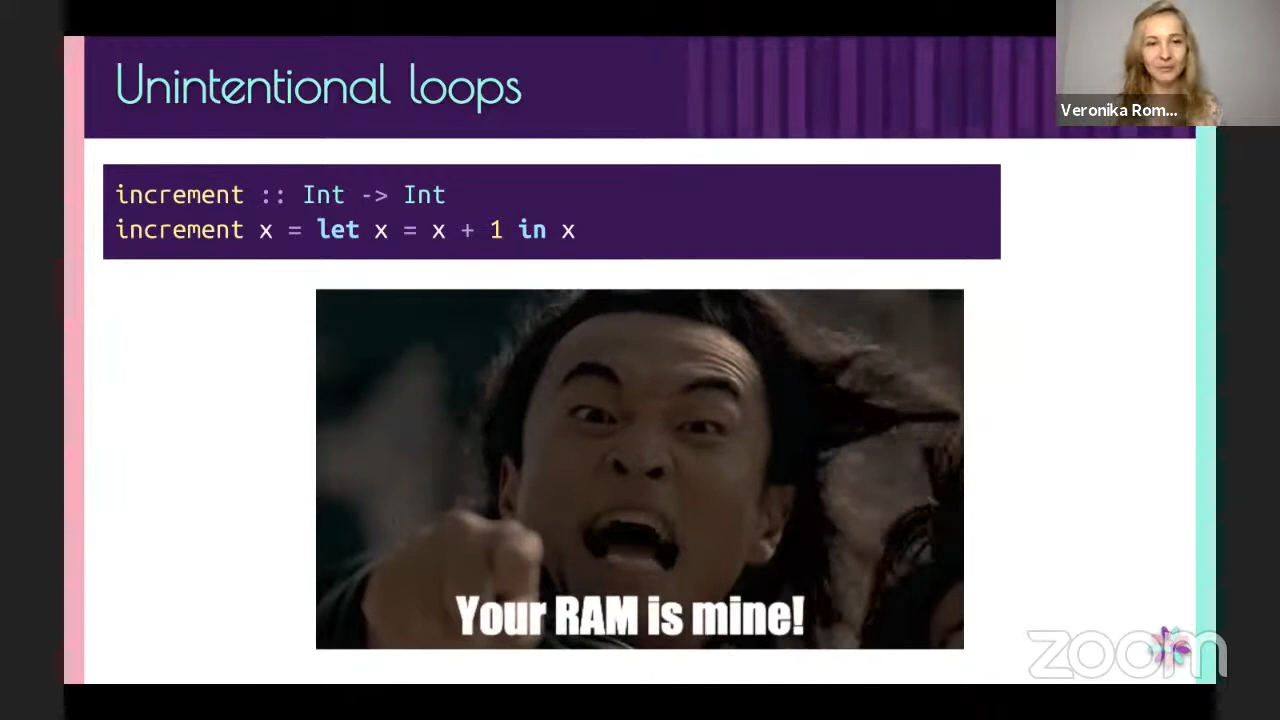 Unintentional loops
Veronika Rom...
increment :: Int -> Int
increment x = let x = x + 1 in x
Your RAM is mine!
zoom